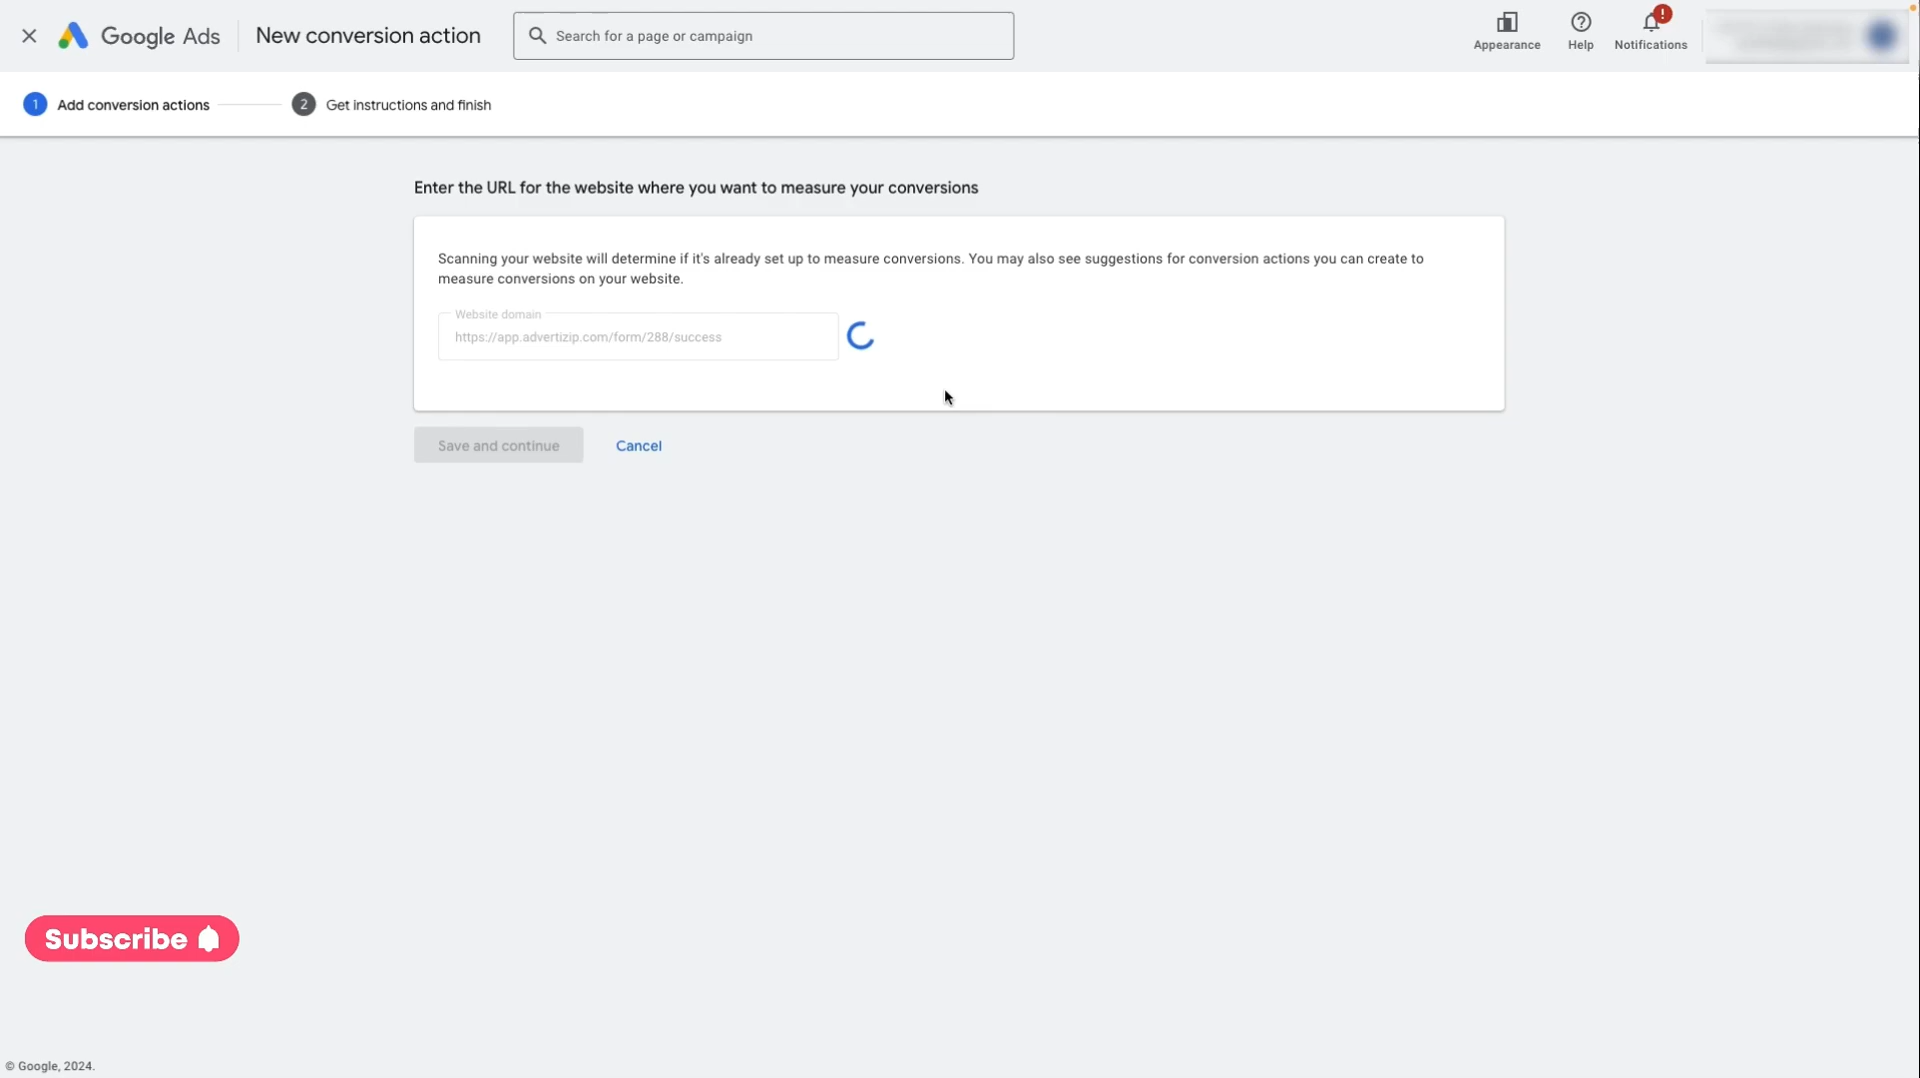 Google Ads
New conversion action
Search for a page or campaign
Appearance
Help
!
Notifications
1 Add conversion actions
2 Get instructions and finish
Enter the URL for the website where you want to measure your conversions
Scanning your website will determine if it's already set up to measure conversions. You may also see suggestions for conversion actions you can create to
measure conversions on your website.
Website domain
https://app.advertizip.com/form/288/success
Save and continue
Cancel
Subscribe
© Google, 2024.